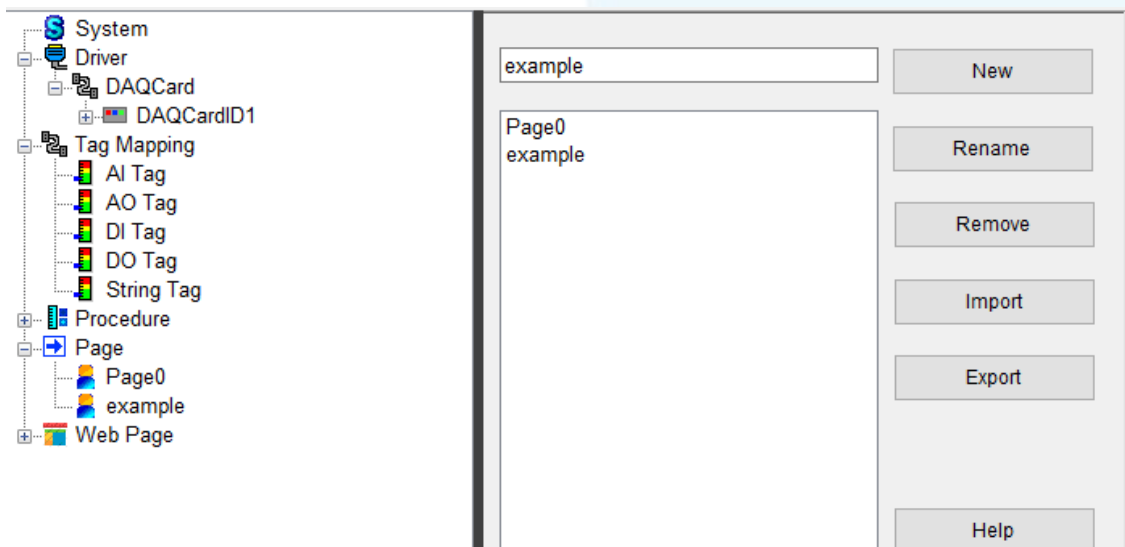 System
Driver
DAQCard
DAQCardID1
Tag Mapping
AI Tag
AO Tag
DI Tag
DO Tag
String Tag
Procedure
Page
Page0
example
Web Page
example
Page0
example
New
Rename
Remove
Import
Export
Help